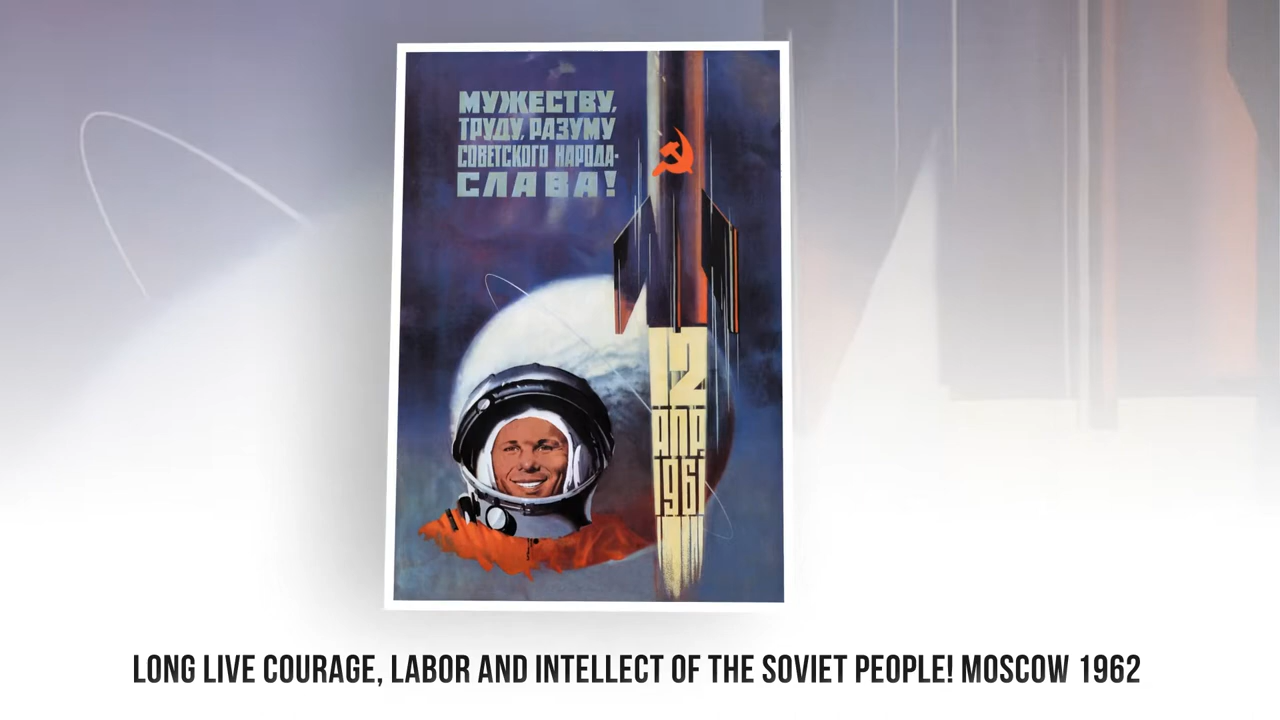 МУЖЕСТВУ,
ТРУДУ, РАЗУМУ
СОВЕТСКОГО НАРОДА-
СЛАВА!
12
АПР
1961
LONG LIVE COURAGE, LABOR AND INTELLECT OF THE SOVIET PEOPLE! MOSCOW 1962